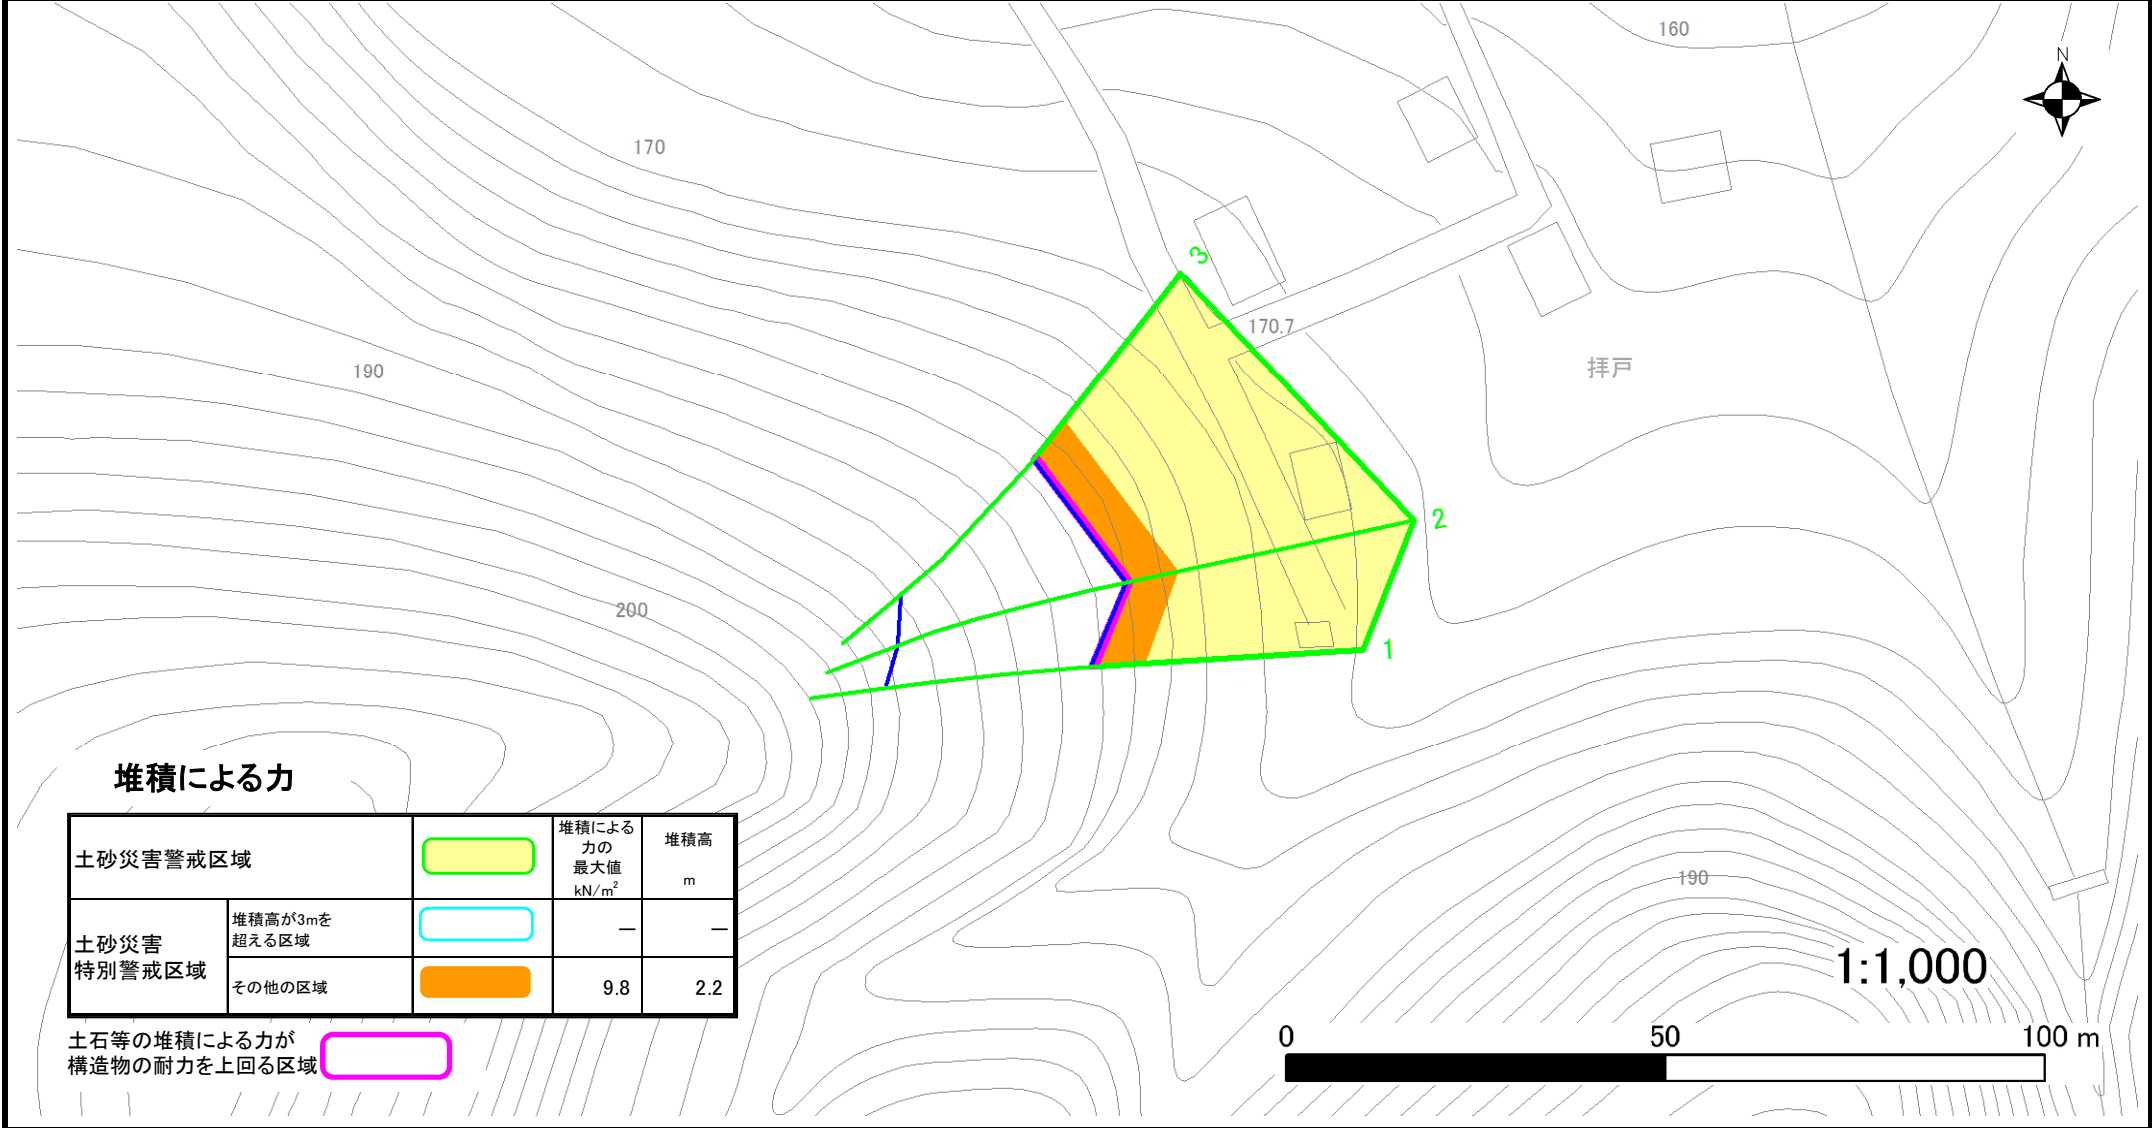 160
N
170
3
170.7
拝戸
190
2
200
1
堆積による力
土砂災害警戒区域
堆積による
力の
最大値
kN/m²
堆積高
m
土砂災害
特別警戒区域
堆積高が3mを
超える区域
―
―
その他の区域
9.8
2.2
190
1:1,000
土石等の堆積による力が
構造物の耐力を上回る区域
0
50
100 m